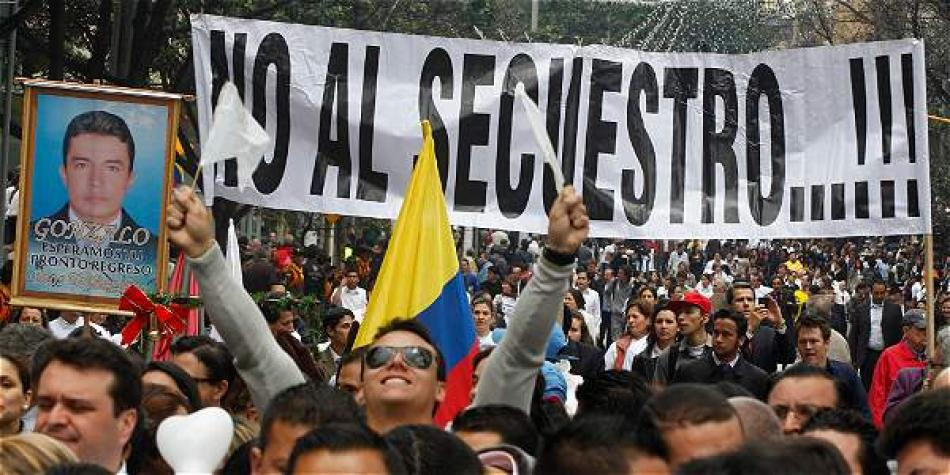 NO AL SECUESTRO...!!!
GONZALO
ESPERAMOS TU
PRONTO REGRESO